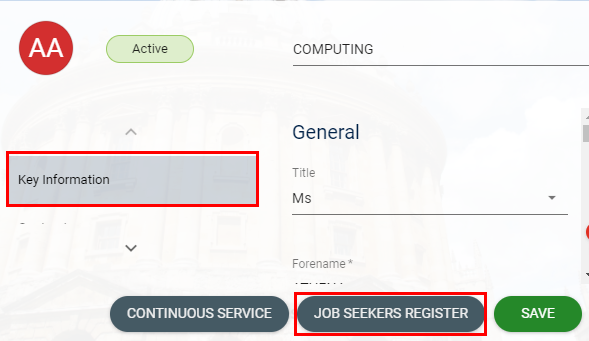 AA
Active
COMPUTING
General
Key Information
Title
Ms
Forename *
CONTINUOUS SERVICE
JOB SEEKERS REGISTER
SAVE